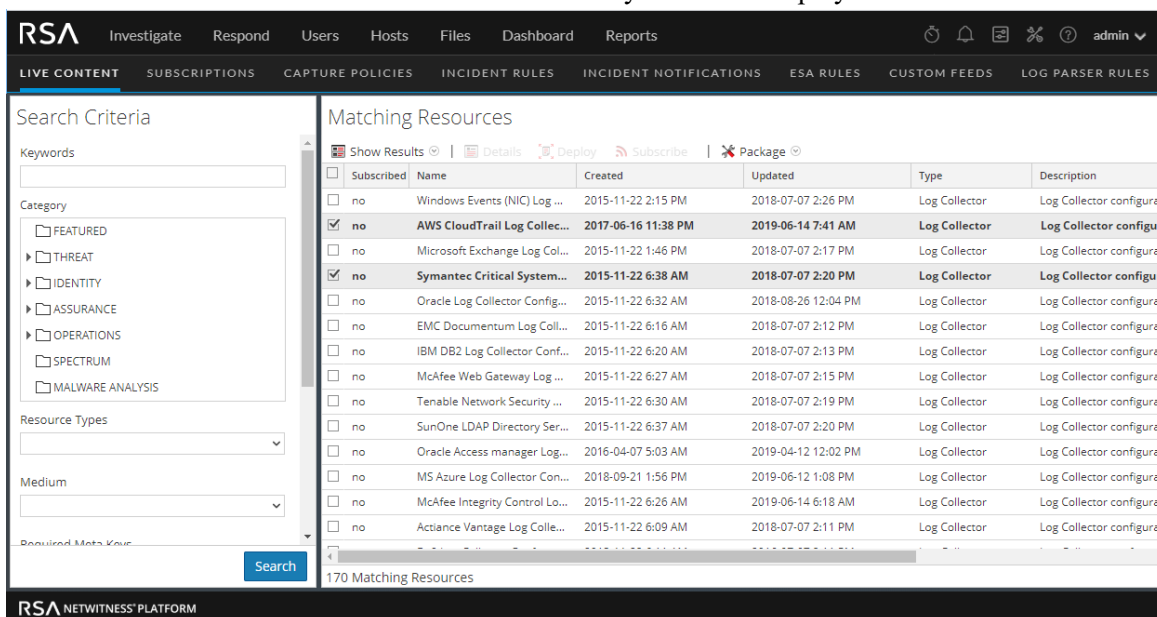 RSA Investigate Respond Users Hosts Files Dashboard Reports admin
LIVE CONTENT SUBSCRIPTIONS CAPTURE POLICIES INCIDENT RULES INCIDENT NOTIFICATIONS ESA RULES CUSTOM FEEDS LOG PARSER RULES
Search Criteria
Keywords
Category
FEATURED
THREAT
IDENTITY
ASSURANCE
OPERATIONS
SPECTRUM
MALWARE ANALYSIS
Resource Types
Medium
Required Meta Keys
Search
Matching Resources
Show Results | Details Deploy Subscribe | Package
Subscribed Name Created Updated Type Description
no Windows Events (NIC) Log ... 2015-11-22 2:15 PM 2018-07-07 2:26 PM Log Collector Log Collector configura
no AWS CloudTrail Log Collec... 2017-06-16 11:38 PM 2019-06-14 7:41 AM Log Collector Log Collector configu
no Microsoft Exchange Log Col... 2015-11-22 1:46 PM 2018-07-07 2:17 PM Log Collector Log Collector configura
no Symantec Critical System... 2015-11-22 6:38 AM 2018-07-07 2:20 PM Log Collector Log Collector configu
no Oracle Log Collector Config... 2015-11-22 6:32 AM 2018-08-26 12:04 PM Log Collector Log Collector configura
no EMC Documentum Log Coll... 2015-11-22 6:16 AM 2018-07-07 2:12 PM Log Collector Log Collector configura
no IBM DB2 Log Collector Conf... 2015-11-22 6:20 AM 2018-07-07 2:13 PM Log Collector Log Collector configura
no McAfee Web Gateway Log ... 2015-11-22 6:27 AM 2018-07-07 2:15 PM Log Collector Log Collector configura
no Tenable Network Security ... 2015-11-22 6:30 AM 2018-07-07 2:19 PM Log Collector Log Collector configura
no SunOne LDAP Directory Ser... 2015-11-22 6:37 AM 2018-07-07 2:20 PM Log Collector Log Collector configura
no Oracle Access manager Log... 2016-04-07 5:03 AM 2019-04-12 12:02 PM Log Collector Log Collector configura
no MS Azure Log Collector Con... 2018-09-21 1:56 PM 2019-06-12 1:08 PM Log Collector Log Collector configura
no McAfee Integrity Control Lo... 2015-11-22 6:26 AM 2019-06-14 6:18 AM Log Collector Log Collector configura
no Actiance Vantage Log Colle... 2015-11-22 6:09 AM 2018-07-07 2:11 PM Log Collector Log Collector configura
170 Matching Resources
RSA NETWITNESS® PLATFORM